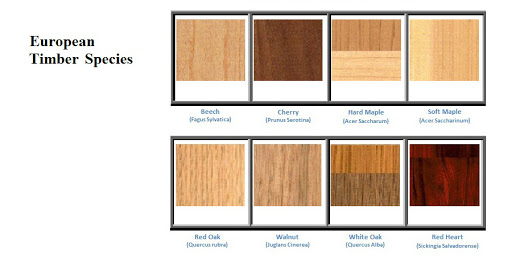 European
Timber Species
Beech
(Fagus Sylvatica)
Cherry
(Prunus Serotina)
Hard Maple
(Acer Saccharum)
Soft Maple
(Acer Saccharinum)
Red Oak
(Quercus rubra)
Walnut
(Juglans Cinerea)
White Oak
(Quercus Alba)
Red Heart
(Sickingia Salvadorense)